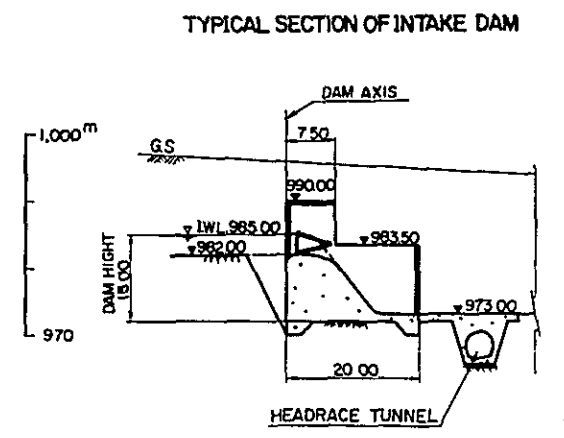 TYPICAL SECTION OF INTAKE DAM
DAM AXIS
1,000m
7.50
G.S
990.00
I.WL.985.00
982.00
983.50
DAM HIGHT
15.00
973.00
970
20.00
HEADRACE TUNNEL